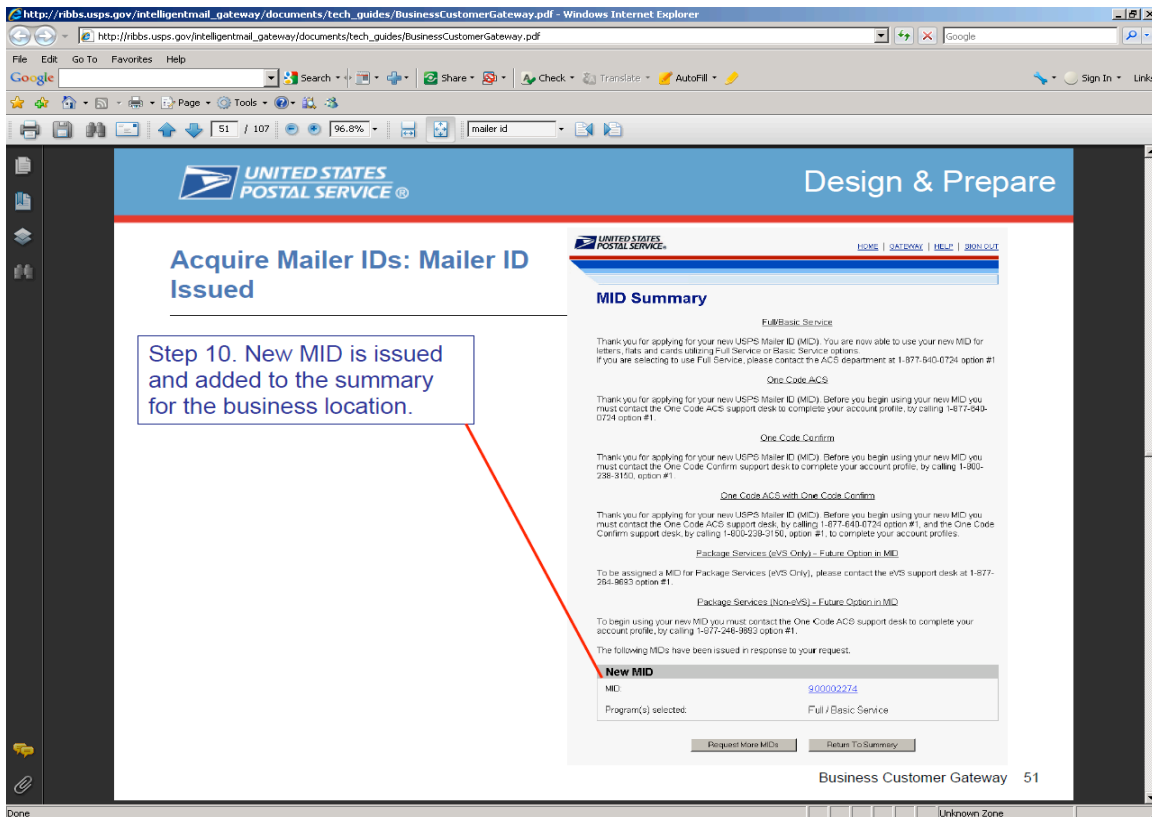 http://ribbs.usps.gov/intelligentmail_gateway/documents/tech_guides/BusinessCustomerGateway.pdf - Windows Internet Explorer
http://ribbs.usps.gov/intelligentmail_gateway/documents/tech_guides/BusinessCustomerGateway.pdf
Google
File Edit Go To Favorites Help
Google Search Share Check Translate AutoFill Sign In Links
Page Tools
51 / 107 96.8% mailer id
UNITED STATES
POSTAL SERVICE ®
Design & Prepare
Acquire Mailer IDs: Mailer ID
Issued
Step 10. New MID is issued
and added to the summary
for the business location.
UNITED STATES
POSTAL SERVICE®
HOME | GATEWAY | HELP | SIGN OUT
MID Summary
Full/Basic Service
Thank you for applying for your new USPS Mailer ID (MID). You are now able to use your new MID for
letters, flats and cards utilizing Full Service or Basic Service options.
If you are selecting to use Full Service, please contact the ACS department at 1-877-640-0724 option #1
One Code ACS
Thank you for applying for your new USPS Mailer ID (MID). Before you begin using your new MID you
must contact the One Code ACS support desk to complete your account profile, by calling 1-877-640-
0724 option #1.
One Code Confirm
Thank you for applying for your new USPS Mailer ID (MID). Before you begin using your new MID you
must contact the One Code Confirm support desk to complete your account profile, by calling 1-800-
238-3150, option #1.
One Code ACS with One Code Confirm
Thank you for applying for your new USPS Mailer ID (MID). Before you begin using your new MID you
must contact the One Code ACS support desk, by calling 1-877-640-0724 option #1, and the One Code
Confirm support desk, by calling 1-800-238-3150, option #1, to complete your account profiles.
Package Services (eVS Only) – Future Option in MID
To be assigned a MID for Package Services (eVS Only), please contact the eVS support desk at 1-877-
264-9693 option #1.
Package Services (Non-eVS) – Future Option in MID
To begin using your new MID you must contact the One Code ACS support desk to complete your
account profile, by calling 1-877-246-9693 option #1.
The following MIDs have been issued in response to your request.
New MID
MID: 900002274
Program(s) selected: Full / Basic Service
Request More MIDs Return To Summary
Business Customer Gateway 51
Done Unknown Zone